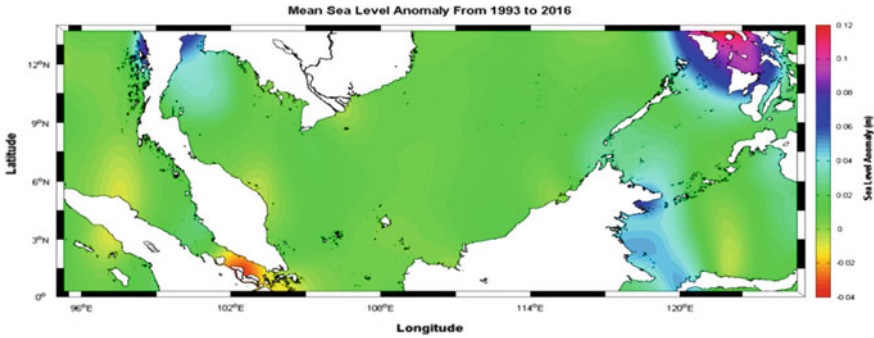 Mean Sea Level Anomaly From 1993 to 2016
12°N
9°N
6°N
3°N
0°
96°E
102°E
108°E
114°E
120°E
Latitude
Longitude
0.12
0.1
0.08
0.06
0.04
0.02
0
-0.02
-0.04
Sea Level Anomaly (m)